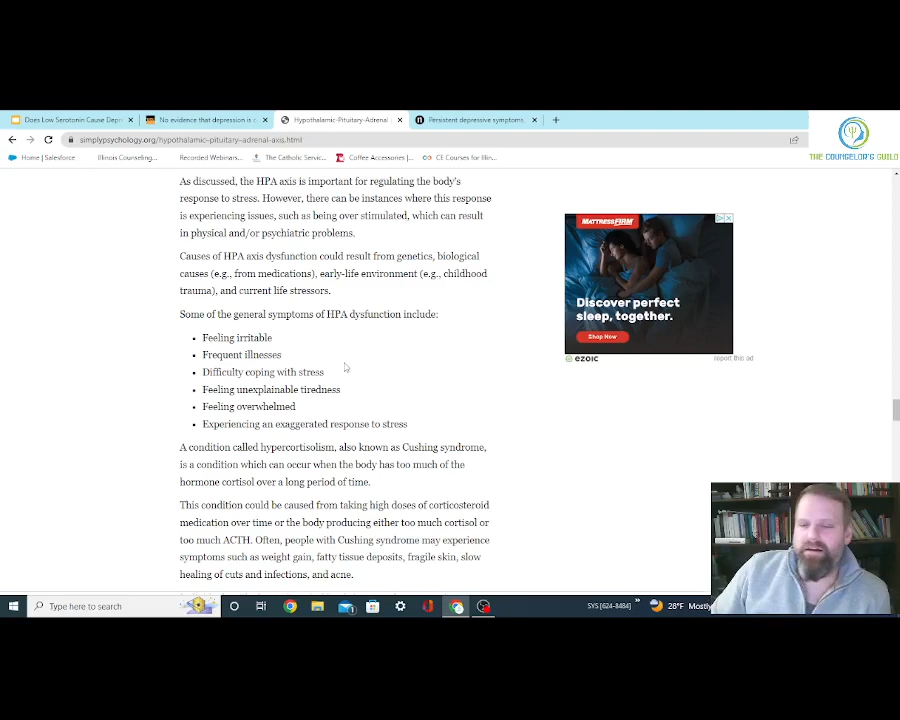 Does Low Serotonin Cause Depr
No evidence that depression is c
Hypothalamic-Pituitary-Adrenal
Persistent depressive symptoms
simplypsychology.org/hypothalamic-pituitary-adrenal-axis.html
THE COUNSELOR'S GUILD
Home | Salesforce
Illinois Counseling...
Recorded Webinars...
The Catholic Servic...
Coffee Accessories |...
CE Courses for Illin...
As discussed, the HPA axis is important for regulating the body's
response to stress. However, there can be instances where this response
is experiencing issues, such as being over stimulated, which can result
in physical and/or psychiatric problems.
Causes of HPA axis dysfunction could result from genetics, biological
causes (e.g., from medications), early-life environment (e.g., childhood
trauma), and current life stressors.
Some of the general symptoms of HPA dysfunction include:
• Feeling irritable
• Frequent illnesses
• Difficulty coping with stress
• Feeling unexplainable tiredness
• Feeling overwhelmed
• Experiencing an exaggerated response to stress
A condition called hypercortisolism, also known as Cushing syndrome,
is a condition which can occur when the body has too much of the
hormone cortisol over a long period of time.
This condition could be caused from taking high doses of corticosteroid
medication over time or the body producing either too much cortisol or
too much ACTH. Often, people with Cushing syndrome may experience
symptoms such as weight gain, fatty tissue deposits, fragile skin, slow
healing of cuts and infections, and acne.
MATTRESSFIRM
Discover perfect
sleep, together.
Shop Now
ezoic
report this ad
Type here to search
SYS [624-8484]
28°F Mostly